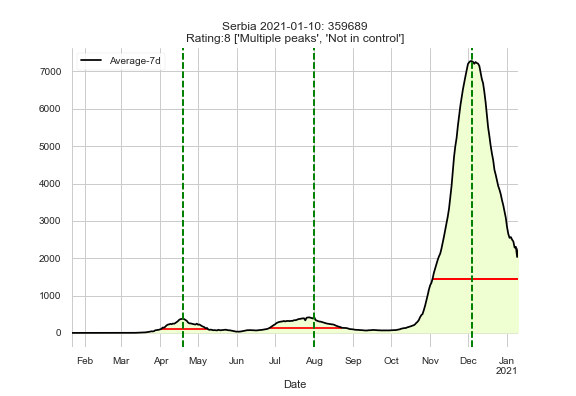 Serbia 2021-01-10: 359689
Rating:8 ['Multiple peaks', 'Not in control']
Average-7d
7000
6000
5000
4000
3000
2000
1000
0
Feb Mar Apr May Jun Jul Aug Sep Oct Nov Dec Jan
2021
Date